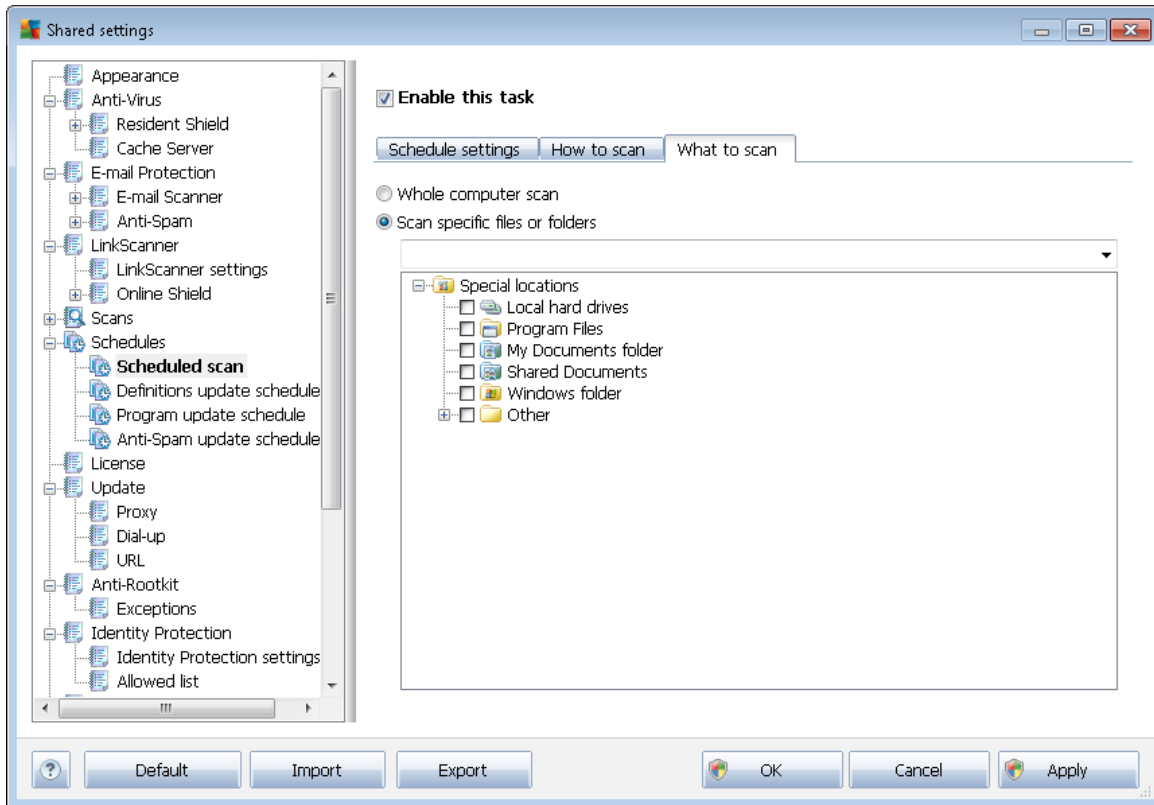 Shared settings
Appearance
Anti-Virus
Resident Shield
Cache Server
E-mail Protection
E-mail Scanner
Anti-Spam
LinkScanner
LinkScanner settings
Online Shield
Scans
Schedules
Scheduled scan
Definitions update schedule
Program update schedule
Anti-Spam update schedule
License
Update
Proxy
Dial-up
URL
Anti-Rootkit
Exceptions
Identity Protection
Identity Protection settings
Allowed list
Enable this task
Schedule settings How to scan What to scan
Whole computer scan
Scan specific files or folders
Special locations
Local hard drives
Program Files
My Documents folder
Shared Documents
Windows folder
Other
? Default Import Export OK Cancel Apply